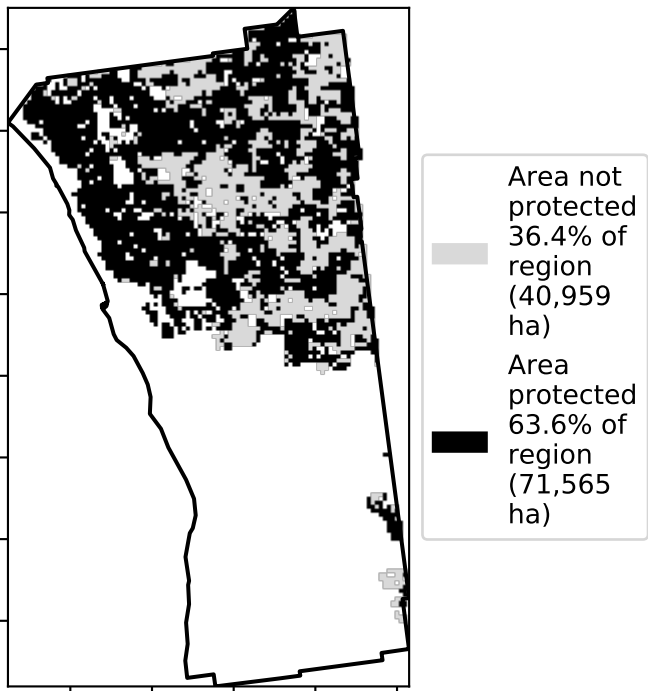 Area not
protected
36.4% of
region
(40,959
ha)
Area
protected
63.6% of
region
(71,565
ha)